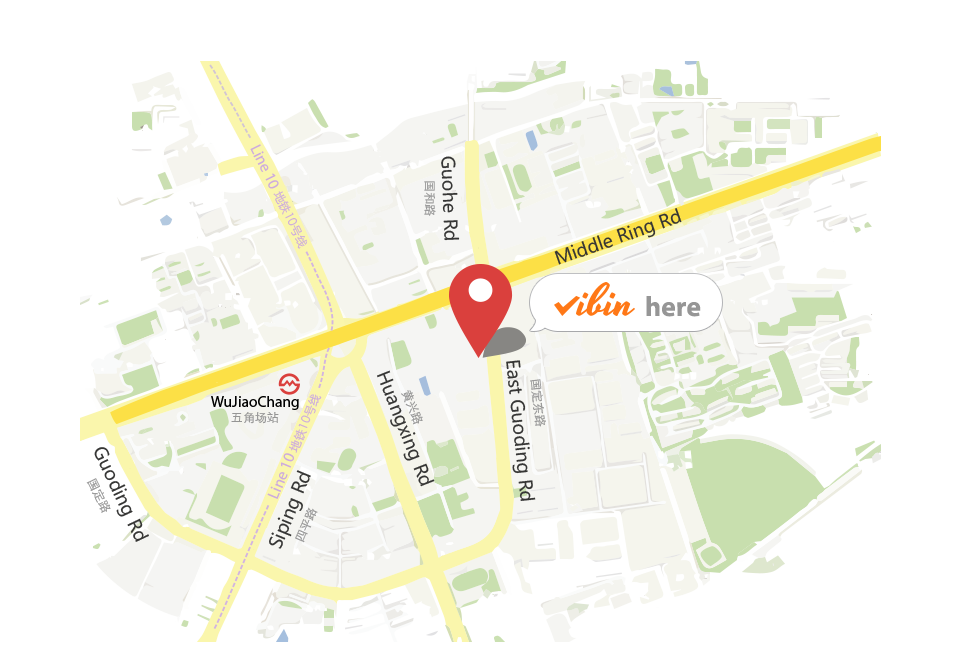 Line 10 地铁10号线
Guohe Rd
国和路
Middle Ring Rd
vibin here
WuJiaoChang
五角场站
Huangxing Rd
黄兴路
East Guoding Rd
国定东路
Line 10 地铁10号线
Guoding Rd
国定路
Siping Rd
四平路